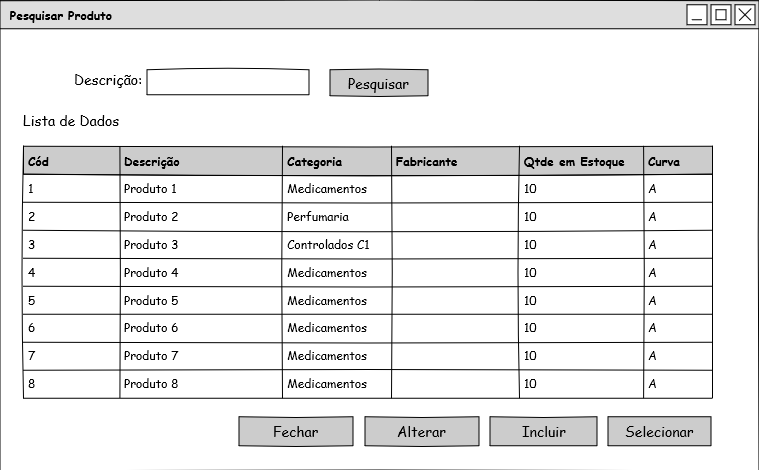 Pesquisar Produto
Descrição: Pesquisar
Lista de Dados
Cód Descrição Categoria Fabricante Qtde em Estoque Curva
1 Produto 1 Medicamentos 10 A
2 Produto 2 Perfumaria 10 A
3 Produto 3 Controlados C1 10 A
4 Produto 4 Medicamentos 10 A
5 Produto 5 Medicamentos 10 A
6 Produto 6 Medicamentos 10 A
7 Produto 7 Medicamentos 10 A
8 Produto 8 Medicamentos 10 A
Fechar Alterar Incluir Selecionar